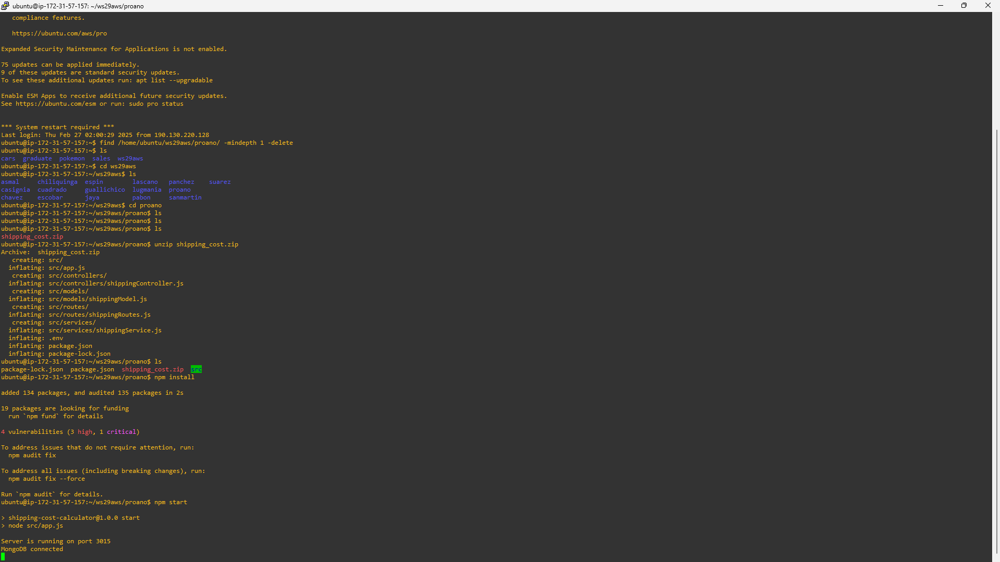 ubuntu@ip-172-31-57-157: ~/ws29aws/proano
compliance features.
https://ubuntu.com/aws/pro
Expanded Security Maintenance for Applications is not enabled.
75 updates can be applied immediately.
9 of these updates are standard security updates.
To see these additional updates run: apt list --upgradable
Enable ESM Apps to receive additional future security updates.
See https://ubuntu.com/esm or run: sudo pro status
*** System restart required ***
Last login: Thu Feb 27 02:00:29 2025 from 190.130.220.128
ubuntu@ip-172-31-57-157:~$ find /home/ubuntu/ws29aws/proano/ -mindepth 1 -delete
ubuntu@ip-172-31-57-157:~$ ls
cars  graduate  pokemon  sales  ws29aws
ubuntu@ip-172-31-57-157:~$ cd ws29aws
ubuntu@ip-172-31-57-157:~/ws29aws$ ls
asmal     chiliquinga  espin        lascano   panchez    suarez
casignia  cuadrado     guallichico  lugmania  proano
chavez    escobar      jaya         pabon     sanmartin
ubuntu@ip-172-31-57-157:~/ws29aws$ cd proano
ubuntu@ip-172-31-57-157:~/ws29aws/proano$ ls
ubuntu@ip-172-31-57-157:~/ws29aws/proano$ ls
ubuntu@ip-172-31-57-157:~/ws29aws/proano$ ls
shipping_cost.zip
ubuntu@ip-172-31-57-157:~/ws29aws/proano$ unzip shipping_cost.zip
Archive:  shipping_cost.zip
creating: src/
inflating: src/app.js
creating: src/controllers/
inflating: src/controllers/shippingController.js
creating: src/models/
inflating: src/models/shippingModel.js
creating: src/routes/
inflating: src/routes/shippingRoutes.js
creating: src/services/
inflating: src/services/shippingService.js
inflating: .env
inflating: package.json
inflating: package-lock.json
ubuntu@ip-172-31-57-157:~/ws29aws/proano$ ls
package-lock.json  package.json  shipping_cost.zip  src
ubuntu@ip-172-31-57-157:~/ws29aws/proano$ npm install
added 134 packages, and audited 135 packages in 2s
19 packages are looking for funding
run `npm fund` for details
4 vulnerabilities (3 high, 1 critical)
To address issues that do not require attention, run:
npm audit fix
To address all issues (including breaking changes), run:
npm audit fix --force
Run `npm audit` for details.
ubuntu@ip-172-31-57-157:~/ws29aws/proano$ npm start
> shipping-cost-calculator@1.0.0 start
> node src/app.js
Server is running on port 3015
MongoDB connected